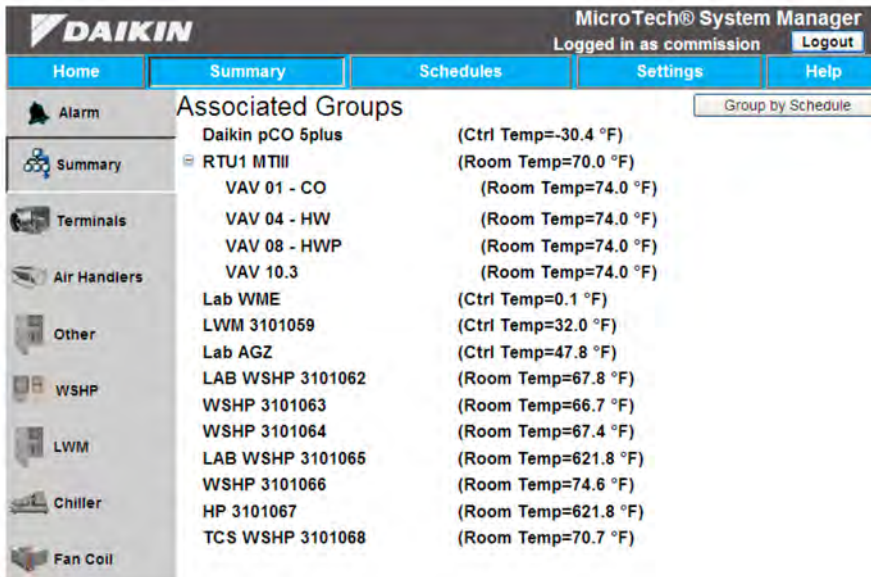 DAIKIN
MicroTech® System Manager
Logged in as commission Logout
Home Summary Schedules Settings Help
Alarm
Summary
Terminals
Air Handlers
Other
WSHP
LWM
Chiller
Fan Coil
Associated Groups Group by Schedule
Daikin pCO 5plus (Ctrl Temp=-30.4 °F)
RTU1 MTIII (Room Temp=70.0 °F)
VAV 01 - CO (Room Temp=74.0 °F)
VAV 04 - HW (Room Temp=74.0 °F)
VAV 08 - HWP (Room Temp=74.0 °F)
VAV 10.3 (Room Temp=74.0 °F)
Lab WME (Ctrl Temp=0.1 °F)
LWM 3101059 (Ctrl Temp=32.0 °F)
Lab AGZ (Ctrl Temp=47.8 °F)
LAB WSHP 3101062 (Room Temp=67.8 °F)
WSHP 3101063 (Room Temp=66.7 °F)
WSHP 3101064 (Room Temp=67.4 °F)
LAB WSHP 3101065 (Room Temp=621.8 °F)
WSHP 3101066 (Room Temp=74.6 °F)
HP 3101067 (Room Temp=621.8 °F)
TCS WSHP 3101068 (Room Temp=70.7 °F)